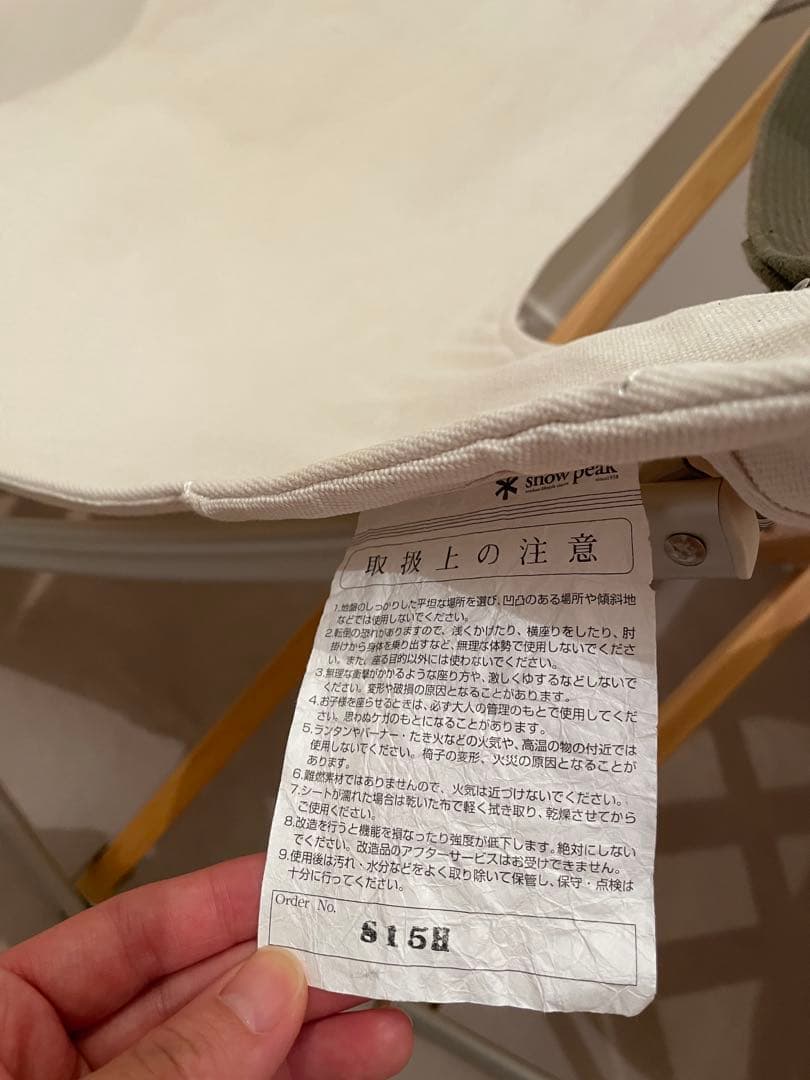 snow peak
取扱上の注意
1.地盤のしっかりした平坦な場所を選び、凹凸のある場所や傾斜地
などでは使用しないでください。
2.転倒の恐れがありますので、浅くかけたり、横座りをしたり、肘
掛けから身体を乗り出すなど、無理な体勢で使用しないでくださ
い。また、座る目的以外には使わないでください。
3.無理な衝撃がかかるような座り方や、激しくゆするなどしないで
ください。変形や破損の原因となることがあります。
4.お子様を座らせるときは、必ず大人の管理のもとで使用してくだ
さい。思わぬケガのもとになることがあります。
5.ランタンやバーナー・たき火などの火気や、高温の物の付近では
使用しないでください。椅子の変形、火災の原因となることが
あります。
6.難燃素材ではありませんので、火気は近づけないでください。
7.シートが濡れた場合は乾いた布で軽く拭き取り、乾燥させてから
ご使用ください。
8.改造を行うと機能を損なったり強度が低下します。絶対にしない
でください。改造品のアフターサービスはお受けできません。
9.使用後は汚れ・水分などをよく取り除いて保管し、保守・点検は
十分に行ってください。
Order No.
S15H